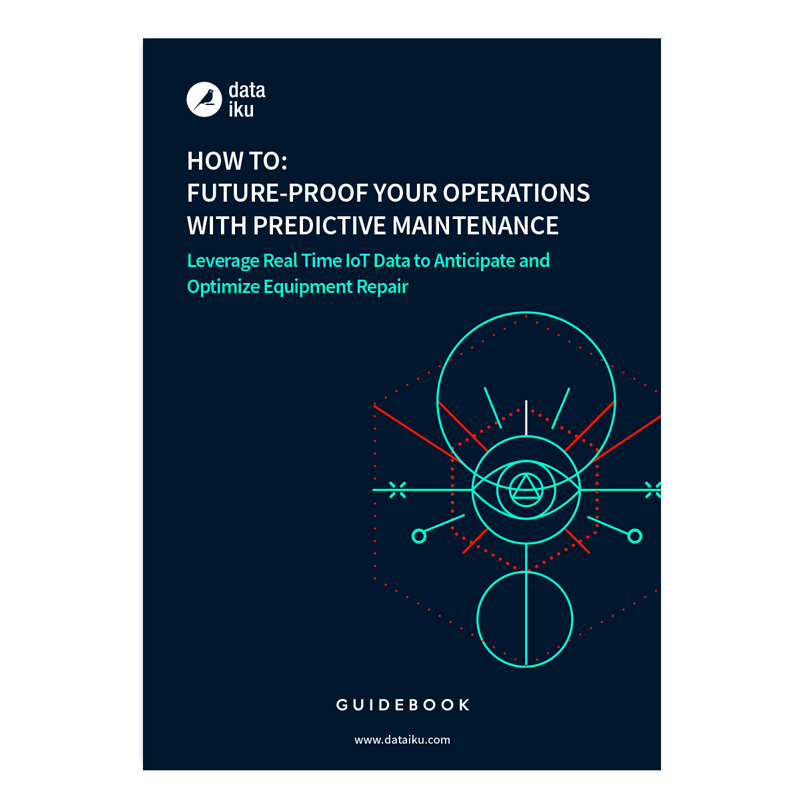 data
iku
HOW TO:
FUTURE-PROOF YOUR OPERATIONS
WITH PREDICTIVE MAINTENANCE
Leverage Real Time IoT Data to Anticipate and
Optimize Equipment Repair
GUIDEBOOK
www.dataiku.com